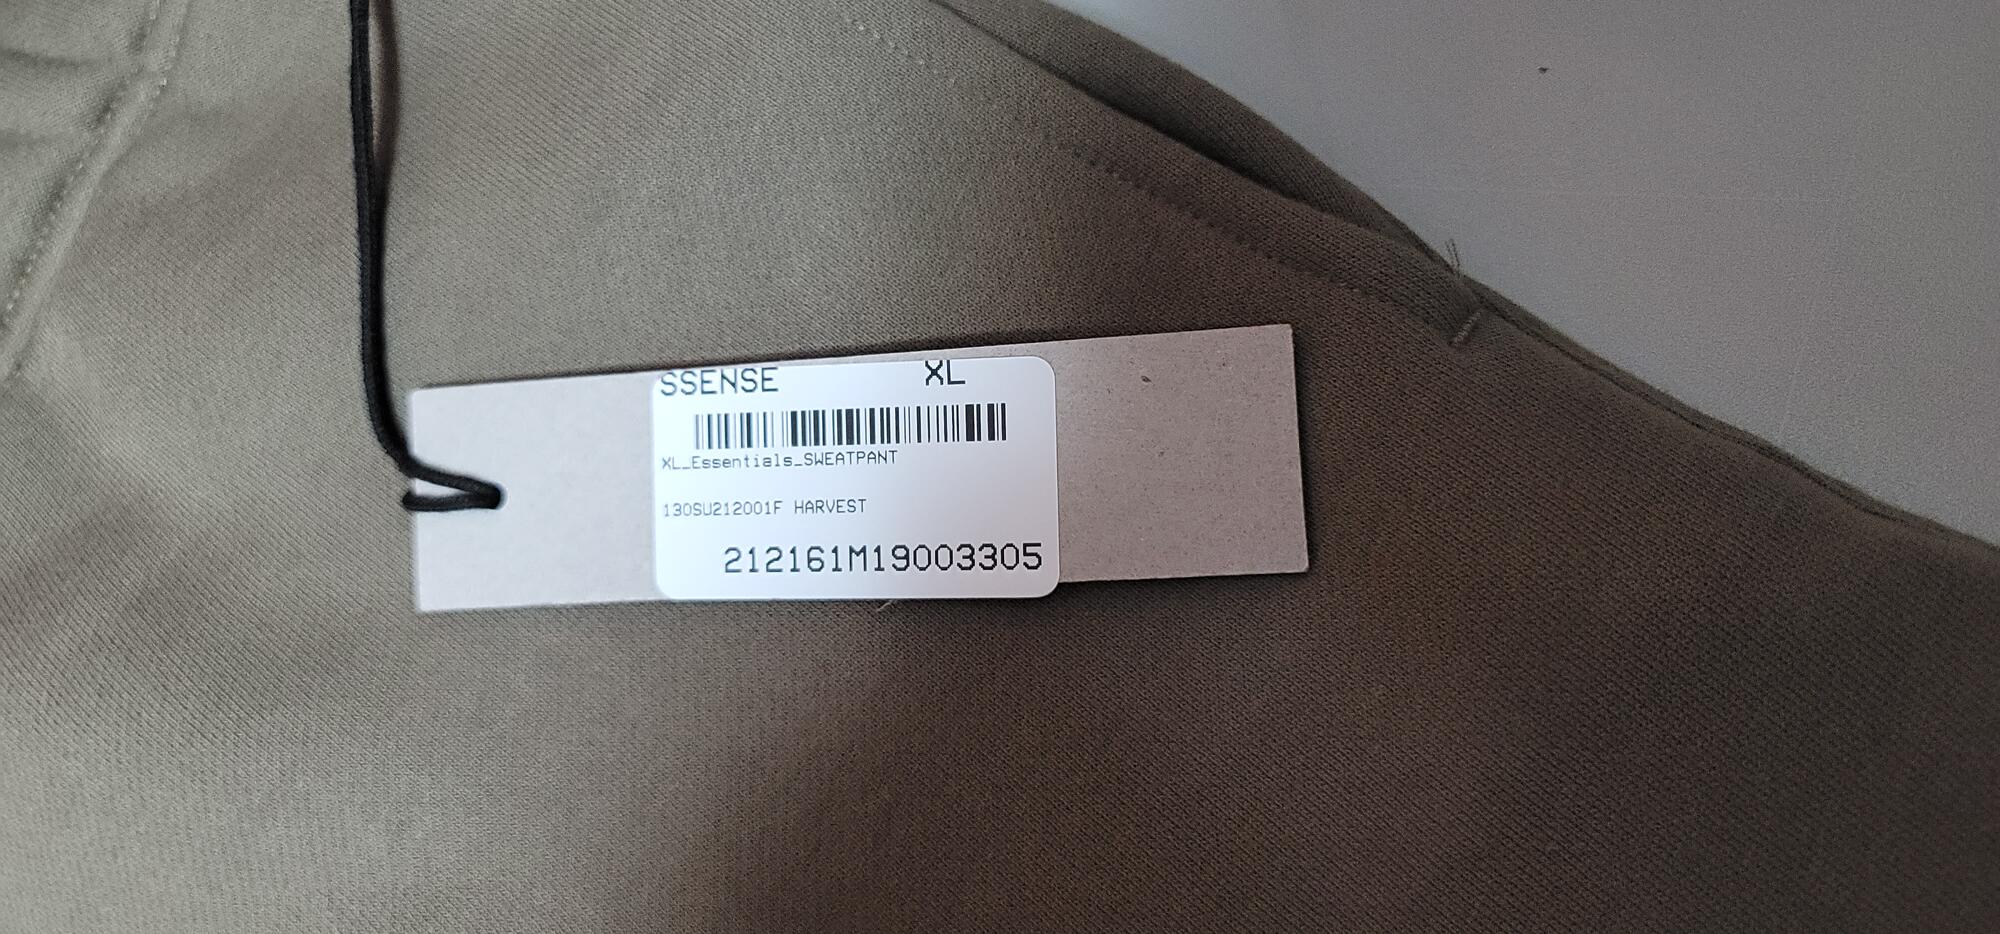 SSENSE XL
XL_Essentials_SWEATPANT
130SU212001F HARVEST
212161M19003305